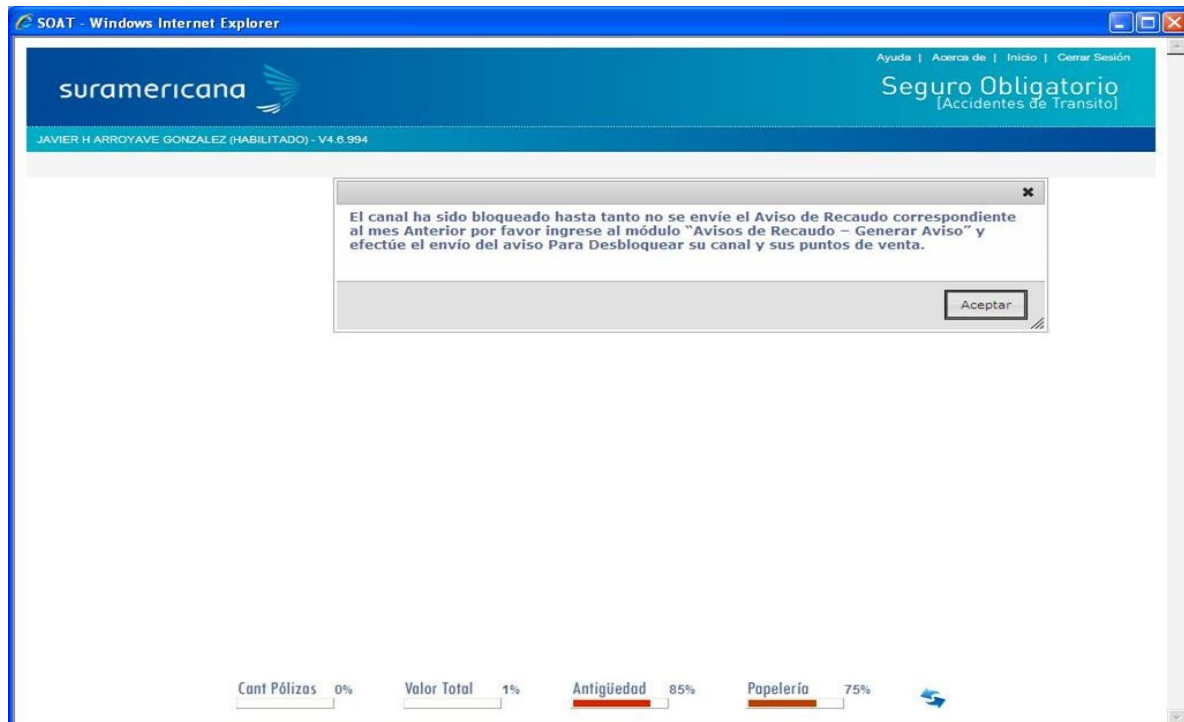 SOAT - Windows Internet Explorer
Ayuda | Acerca de | Inicio | Cerrar Sesión
suramericana
Seguro Obligatorio
[Accidentes de Transito]
JAVIER H ARROYAVE GONZALEZ (HABILITADO) - V4.6.994
El canal ha sido bloqueado hasta tanto no se envíe el Aviso de Recaudo correspondiente
al mes Anterior por favor ingrese al módulo “Avisos de Recaudo – Generar Aviso” y
efectúe el envío del aviso Para Desbloquear su canal y sus puntos de venta.
Aceptar
Cant Pólizas 0% Valor Total 1% Antigüedad 85% Papelería 75%